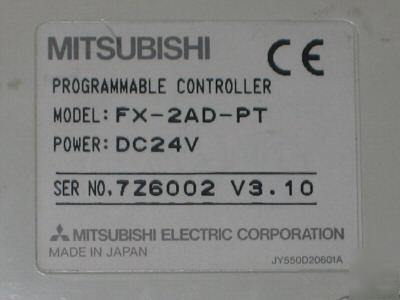 MITSUBISHI CE
PROGRAMMABLE CONTROLLER
MODEL: FX-2AD-PT
POWER: DC24V
SER NO. 7Z6002 V3.10
MITSUBISHI ELECTRIC CORPORATION
MADE IN JAPAN JY550D20601A